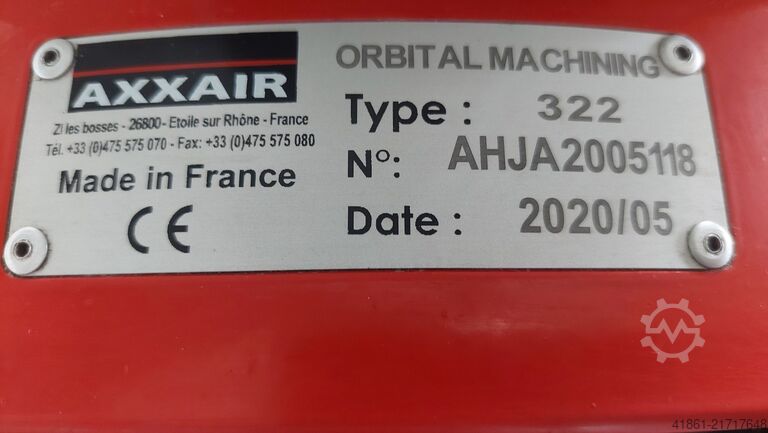 AXXAIR
ZI les bosses - 26800 - Etoile sur Rhône - France
Tél. +33 (0)475 575 070 - Fax: +33 (0)475 575 080
Made in France
CE
ORBITAL MACHINING
Type : 322
N°: AHJA2005118
Date : 2020/05
41861-21717648